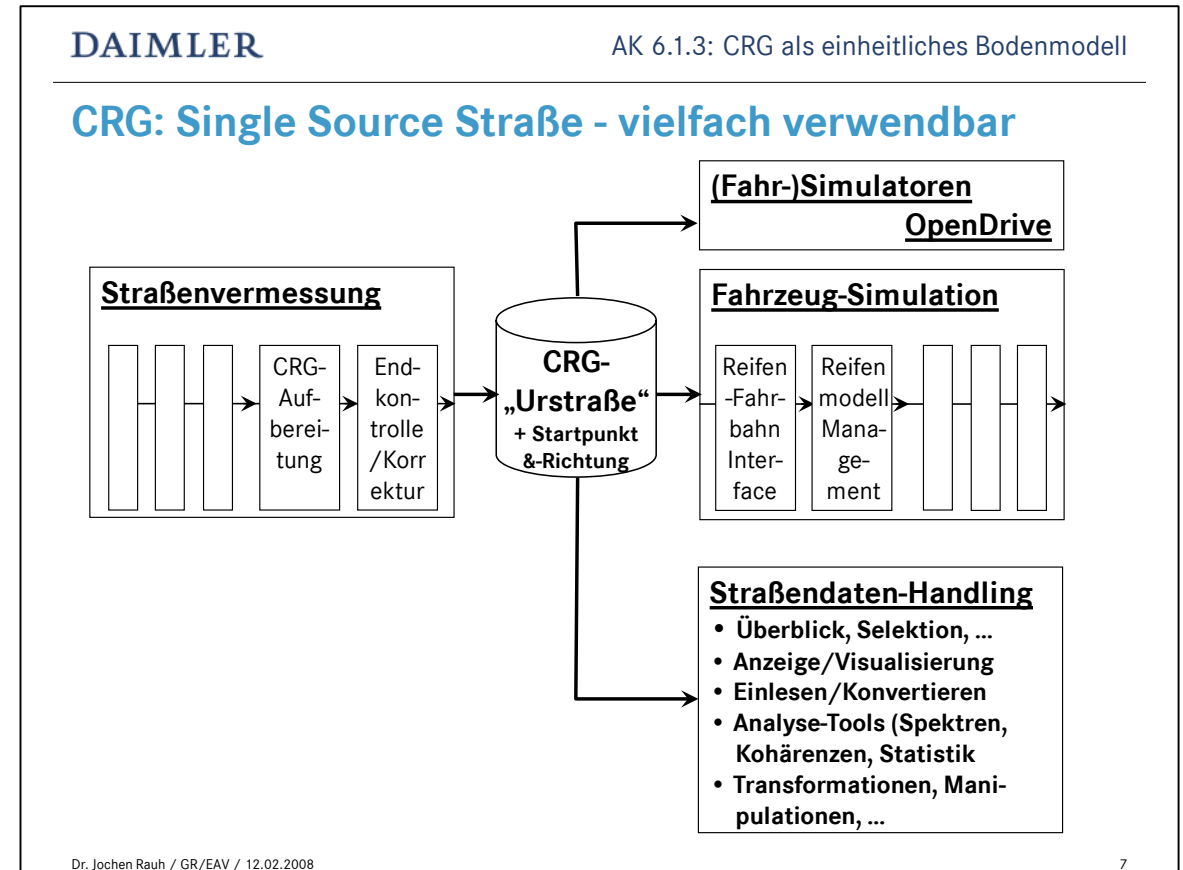 DAIMLER
AK 6.1.3: CRG als einheitliches Bodenmodell
CRG: Single Source Straße - vielfach verwendbar
Straßenvermessung
CRG-
Auf-
berei-
tung
End-
kon-
trolle
/Korr
ektur
CRG-
„Urstraße“
+ Startpunkt
&-Richtung
(Fahr-)Simulatoren
OpenDrive
Fahrzeug-Simulation
Reifen
-Fahr-
bahn
Inter-
face
Reifen
modell
Mana-
ge-
ment
Straßendaten-Handling
• Überblick, Selektion, ...
• Anzeige/Visualisierung
• Einlesen/Konvertieren
• Analyse-Tools (Spektren,
Kohärenzen, Statistik
• Transformationen, Mani-
pulationen, ...
Dr. Jochen Rauh / GR/EAV / 12.02.2008
7